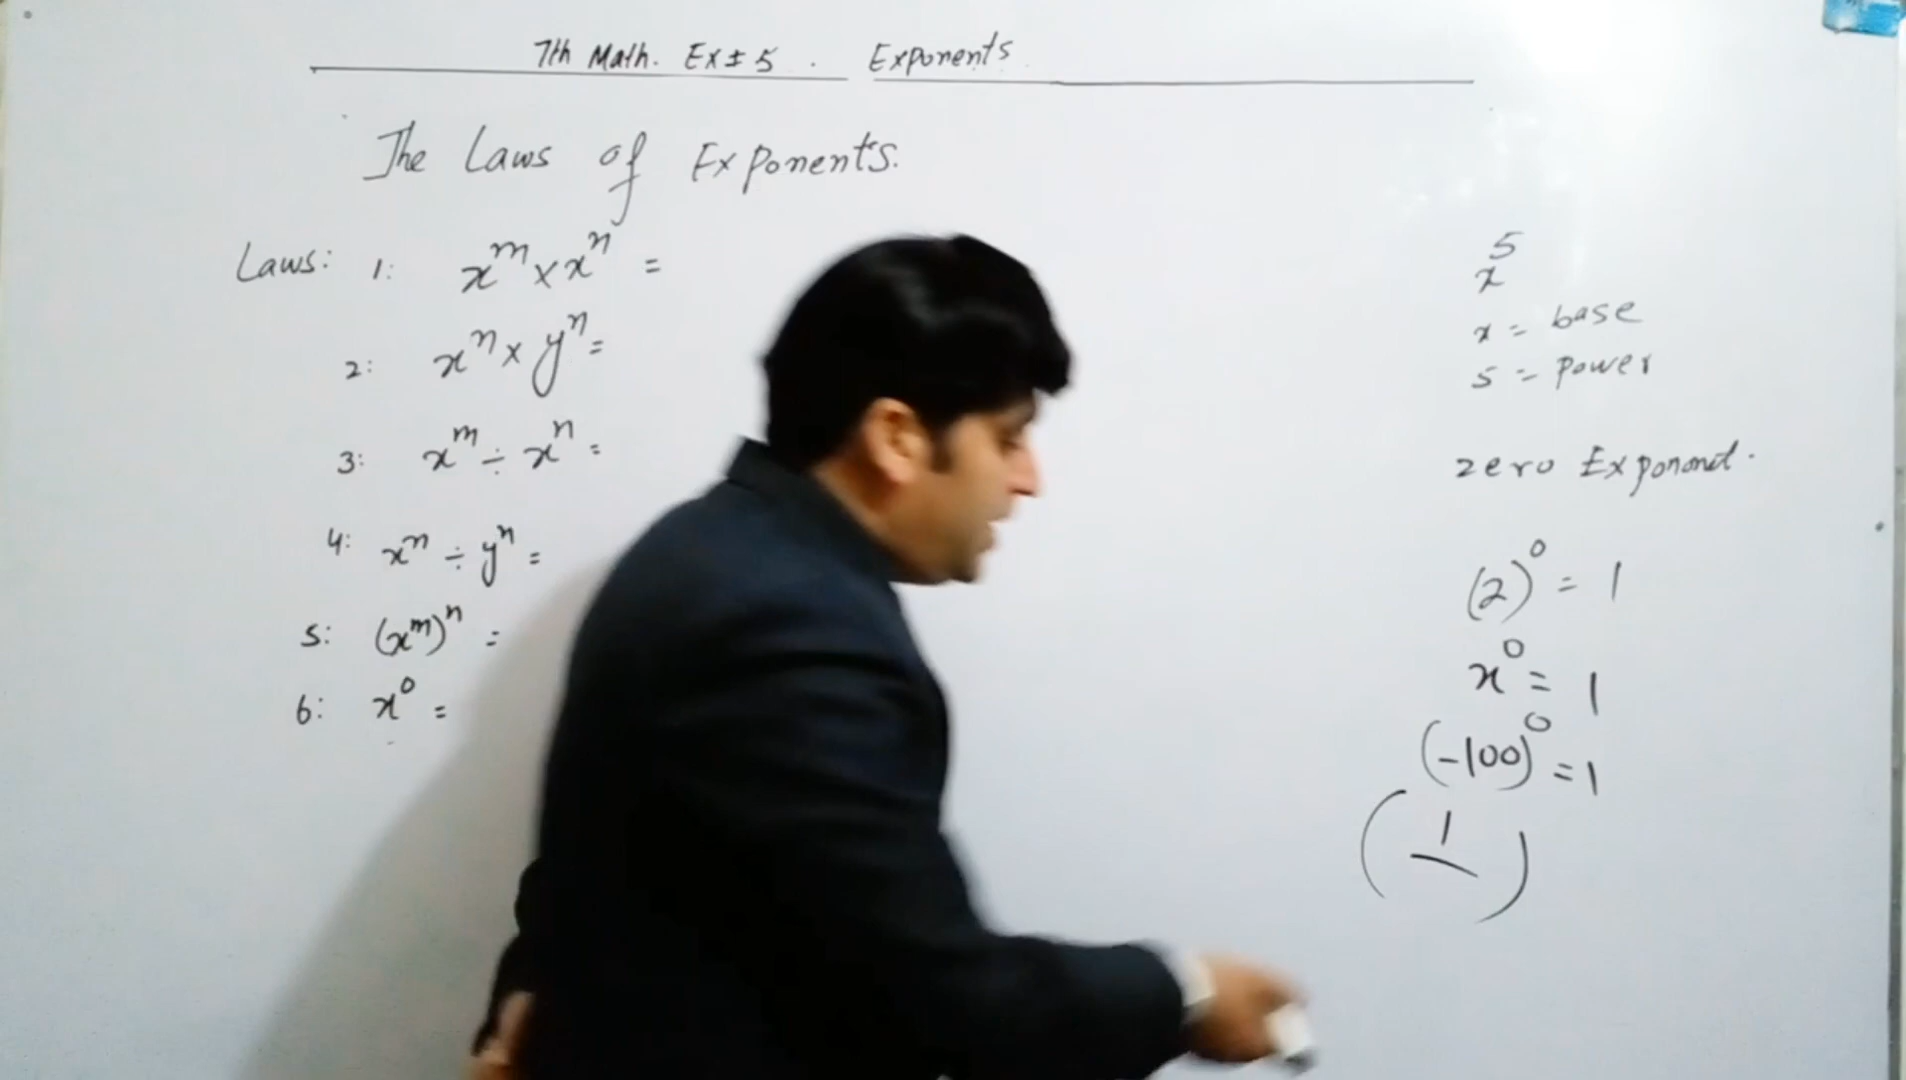 7th Math. Ex ± 5 . Exponents
The Laws of Exponents.
Laws: 1: x^m × x^n =
2: x^n × y^n =
3: x^m ÷ x^n =
4: x^n ÷ y^n =
5: (x^m)^n =
6: x^0 =
x^5
x = base
5 = power
zero Exponont.
(2)^0 = 1
x^0 = 1
(-100)^0 = 1
(1/ )